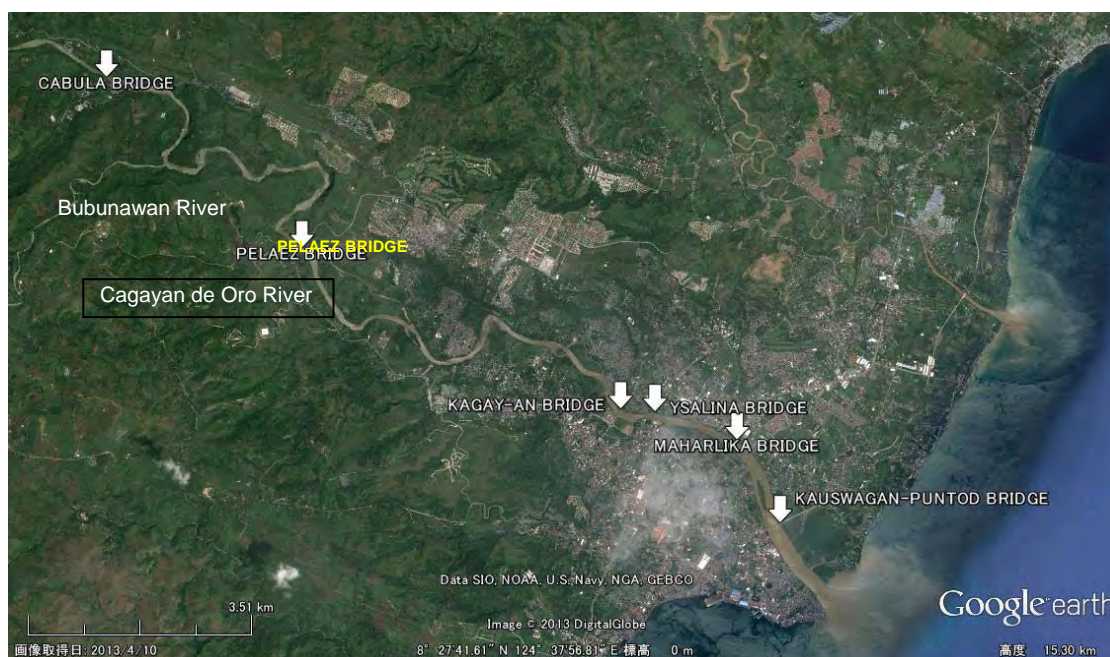 CABULA BRIDGE
Bubunawan River
PELAEZ BRIDGE
PELAEZ BRIDGE
Cagayan de Oro River
KAGAY-AN BRIDGE
YSALINA BRIDGE
MAHARLIKA BRIDGE
KAUSWAGAN-PUNTOD BRIDGE
Data SIO, NOAA, U.S. Navy, NGA, GEBCO
3.51 km
Image © 2013 DigitalGlobe
Google earth
画像取得日: 2013/4/10
8° 27'41.61" N 124° 37'56.81" E 標高 0 m
高度 15.30 km